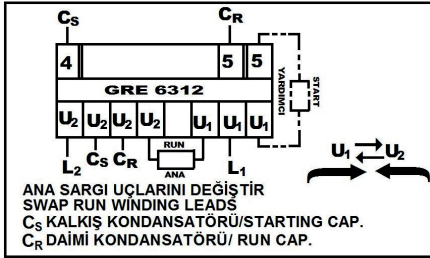 CS CR
4 5 5
GRE 6312
YARDIMCI
START
U2 U2 U2 U2 U1 U1 U1
RUN
L2 CS CR ANA L1
U1 U2
ANA SARGI UÇLARINI DEĞİŞTİR
SWAP RUN WINDING LEADS
CS KALKIŞ KONDANSATÖRÜ/STARTING CAP.
CR DAİMİ KONDANSATÖRÜ/ RUN CAP.